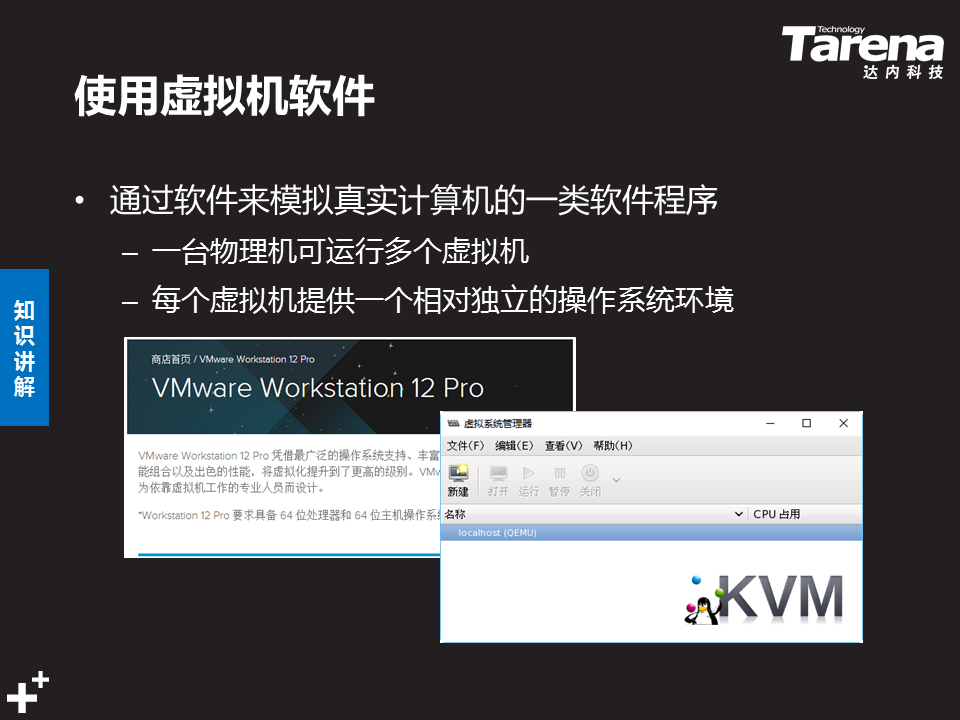 Technology
Tarena
达内科技
使用虚拟机软件
• 通过软件来模拟真实计算机的一类软件程序
– 一台物理机可运行多个虚拟机
– 每个虚拟机提供一个相对独立的操作系统环境
知识讲解
商店首页 / VMware Workstation 12 Pro
VMware Workstation 12 Pro
VMware Workstation 12 Pro 凭借最广泛的操作系统支持、丰富
能组合以及出色的性能，将虚拟化提升到了更高的级别。VMw
为依靠虚拟机工作的专业人员而设计。
*Workstation 12 Pro 要求具备 64 位处理器和 64 位主机操作系统
虚拟系统管理器
文件(F) 编辑(E) 查看(V) 帮助(H)
新建 打开 运行 暂停 关闭
名称 CPU 占用
localhost (QEMU)
KVM